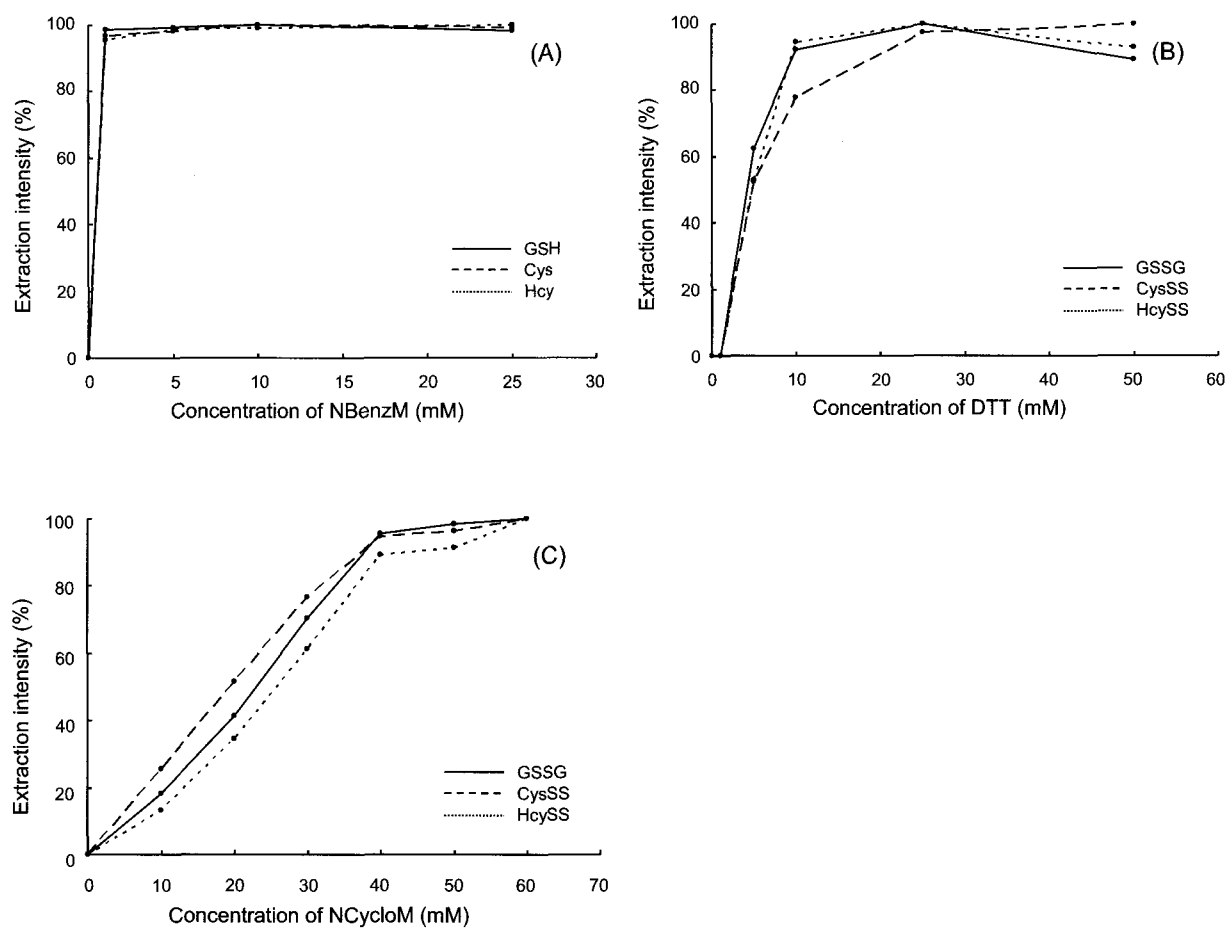 100
80
60
40
20
0
Extraction intensity (%)
(A)
GSH
Cys
Hcy
0 5 10 15 20 25 30
Concentration of NBenzM (mM)
100
80
60
40
20
0
Extraction intensity (%)
(B)
GSSG
CysSS
HcySS
0 10 20 30 40 50 60
Concentration of DTT (mM)
100
80
60
40
20
0
Extraction intensity (%)
(C)
GSSG
CysSS
HcySS
0 10 20 30 40 50 60 70
Concentration of NCycloM (mM)